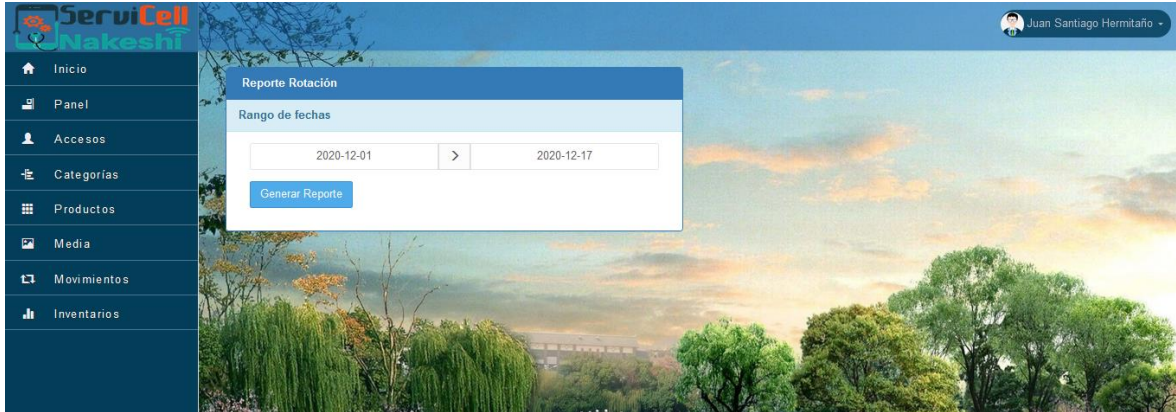 ServiCell
Nakeshi
Juan Santiago Hermitaño
Inicio
Panel
Accesos
Categorías
Productos
Media
Movimientos
Inventarios
Reporte Rotación
Rango de fechas
2020-12-01 > 2020-12-17
Generar Reporte